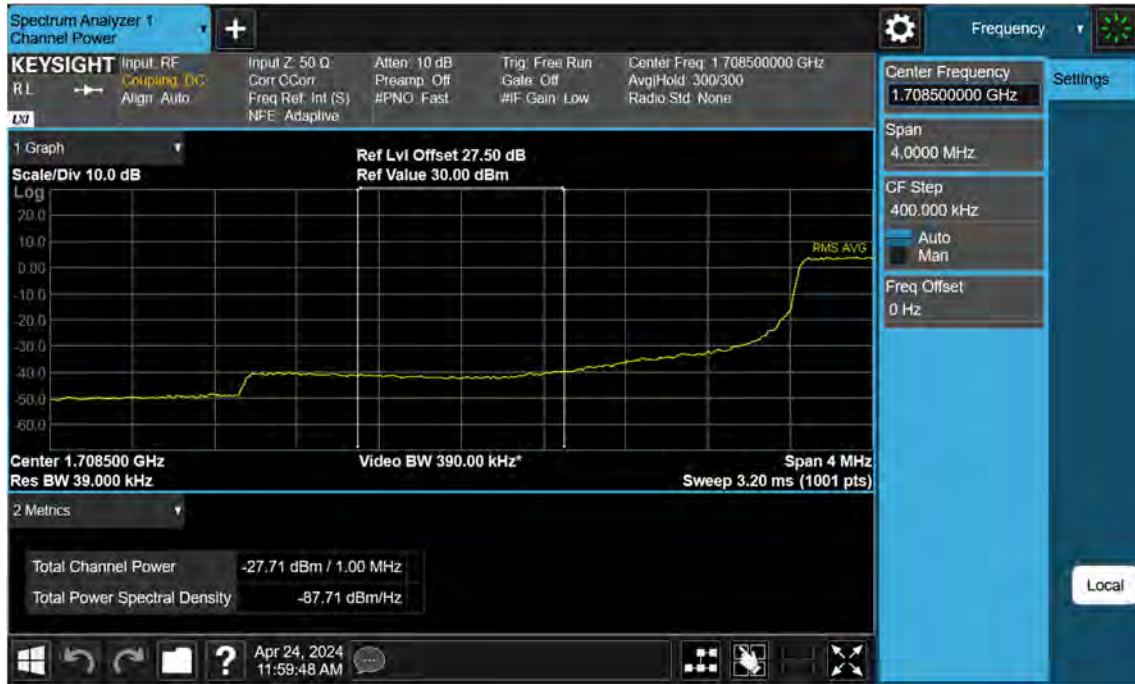 Spectrum Analyzer 1
Channel Power
+
Frequency
KEYSIGHT
RL
LXI
Input: RF
Coupling: DC
Align: Auto
Input Z: 50 Ω
Corr CCorr
Freq Ref: Int (S)
NFE: Adaptive
Atten: 10 dB
Preamp: Off
#PNO: Fast
Trig: Free Run
Gate: Off
#IF Gain: Low
Center Freq: 1.708500000 GHz
Avg|Hold: 300/300
Radio Std: None
Center Frequency
1.708500000 GHz
Settings
Span
4.0000 MHz
CF Step
400.000 kHz
Auto
Man
Freq Offset
0 Hz
1 Graph
Scale/Div 10.0 dB
Ref Lvl Offset 27.50 dB
Ref Value 30.00 dBm
Log
20.0
10.0
0.00
-10.0
-20.0
-30.0
-40.0
-50.0
-60.0
RMS AVG
Center 1.708500 GHz
Res BW 39.000 kHz
Video BW 390.00 kHz*
Span 4 MHz
Sweep 3.20 ms (1001 pts)
2 Metrics
Total Channel Power -27.71 dBm / 1.00 MHz
Total Power Spectral Density -87.71 dBm/Hz
Local
?
Apr 24, 2024
11:59:48 AM